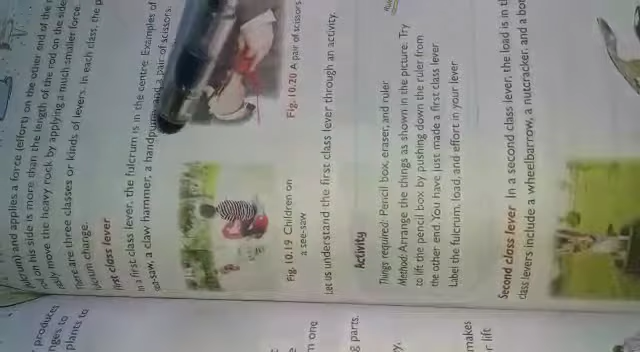 fulcrum) and applies a force (effort) on the other end of the
rod on his side is more than the length of the rod on the side
easily move the heavy rock by applying a much smaller force.
There are three classes or kinds of levers. In each class, the
fulcrum change.
First class lever
In a first class lever, the fulcrum is in the centre. Examples of
see-saw, a claw hammer, a handpump and a pair of scissors.
Fig. 10.19 Children on
a see-saw
Fig. 10.20 A pair of scissors
Let us understand the first class lever through an activity.
Activity
Things required: Pencil box, eraser, and ruler
Method: Arrange the things as shown in the picture. Try
to lift the pencil box by pushing down the ruler from
the other end. You have just made a first class lever
Label the fulcrum, load, and effort in your lever
Second class lever In a second class lever, the load is in
class levers include a wheelbarrow, a nutcracker, and a
produces
to
plants to
one
parts.
makes
lift